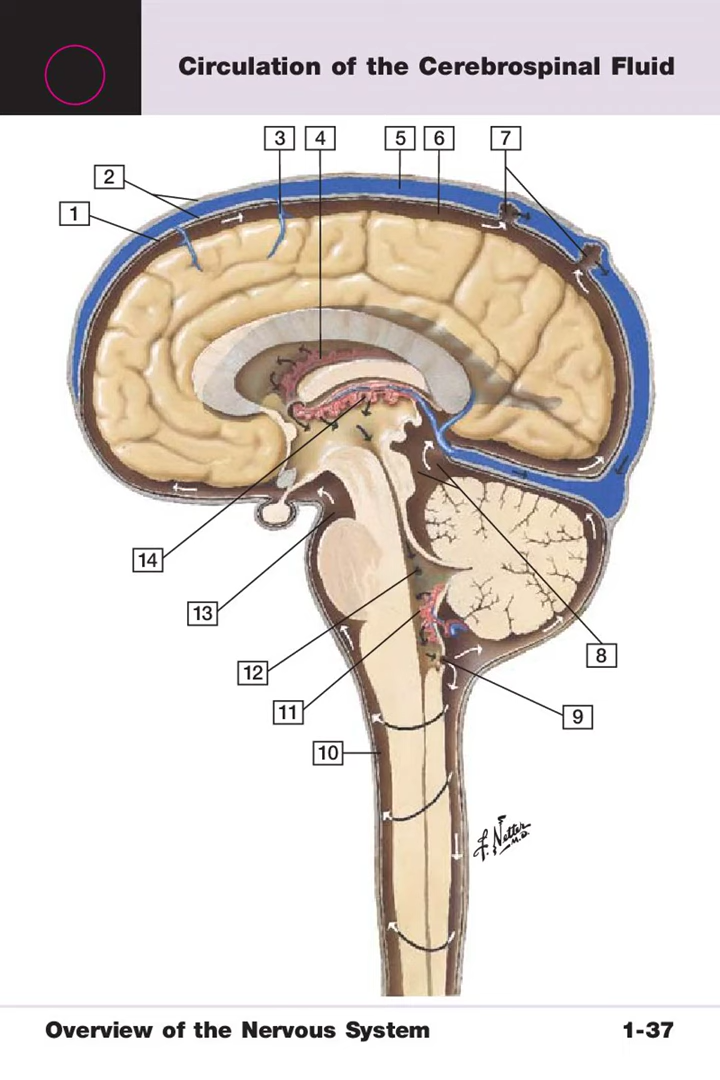 Circulation of the Cerebrospinal Fluid
3 4 5 6 7
2
1
14
13
8
12
11
9
10
F. Netter
M.D.
Overview of the Nervous System 1-37